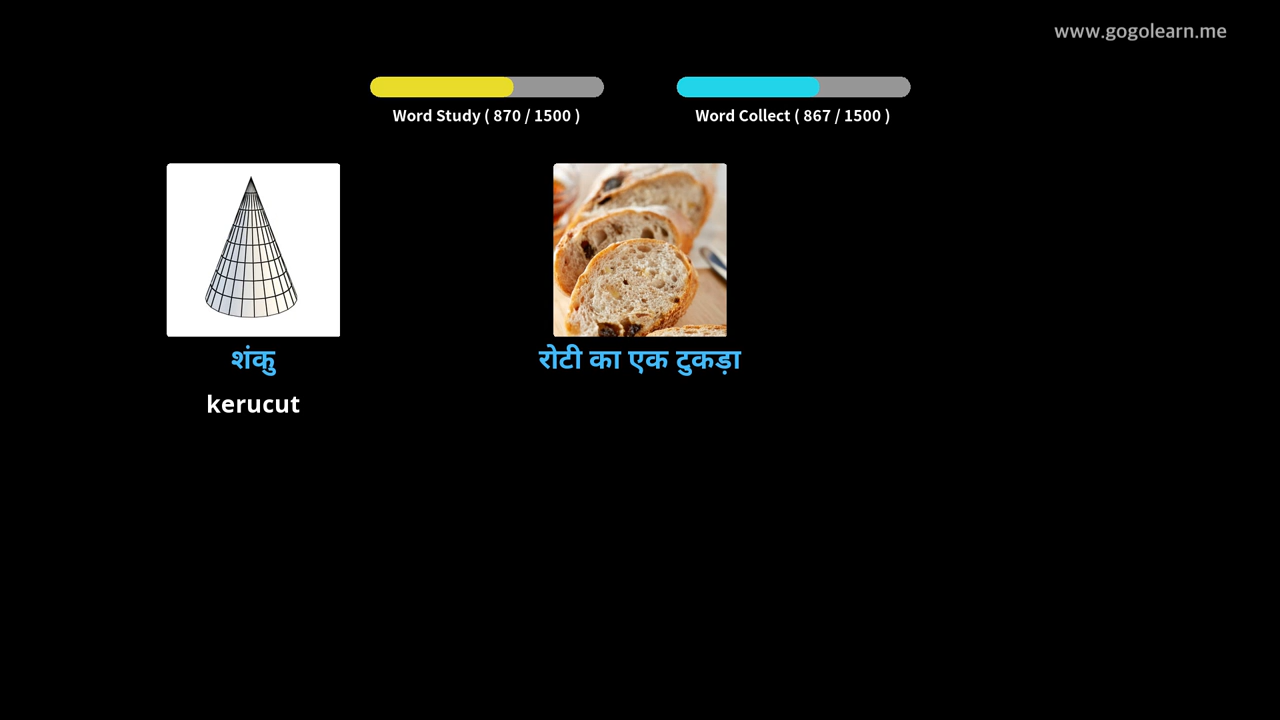 www.gogolearn.me
Word Study ( 870 / 1500 )
Word Collect ( 867 / 1500 )
शंकु
kerucut
रोटी का एक टुकड़ा